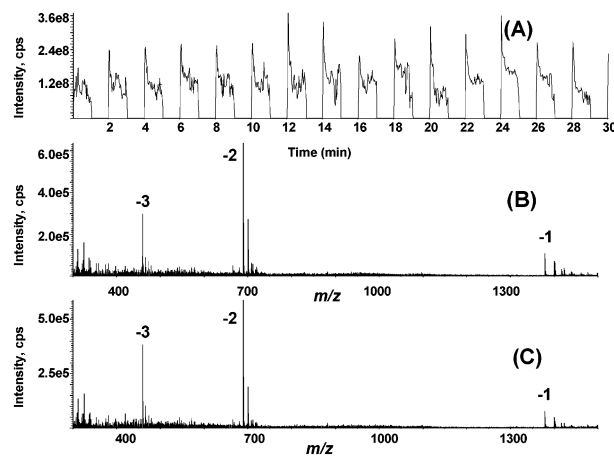 Intensity, cps
3.6e8
2.4e8
1.2e8
(A)
2 4 6 8 10 12 14 16 18 20 22 24 26 28 30
Time (min)
Intensity, cps
6.0e5
4.0e5
2.0e5
-3
-2
-1
(B)
400 700 1000 1300
m/z
Intensity, cps
5.0e5
2.5e5
-3
-2
-1
(C)
400 700 1000 1300
m/z